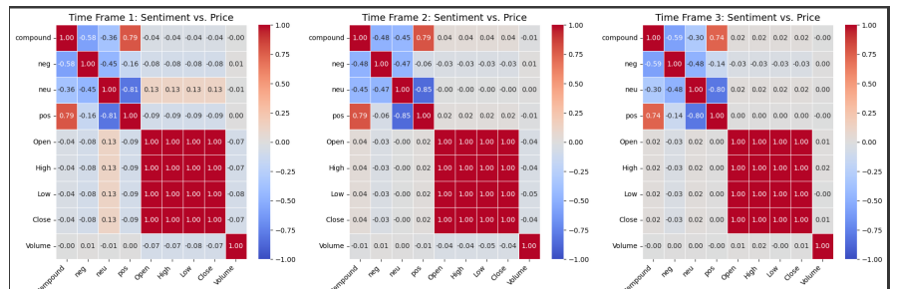 Time Frame 1: Sentiment vs. Price
compound 1.00 -0.58 -0.36 0.79 -0.04 -0.04 -0.04 -0.04 -0.00
neg -0.58 1.00 -0.45 -0.16 -0.08 -0.08 -0.08 -0.08 0.01
neu -0.36 -0.45 1.00 -0.81 0.13 0.13 0.13 0.13 -0.01
pos 0.79 -0.16 -0.81 1.00 -0.09 -0.09 -0.09 -0.09 0.00
Open -0.04 -0.08 0.13 -0.09 1.00 1.00 1.00 1.00 -0.07
High -0.04 -0.08 0.13 -0.09 1.00 1.00 1.00 1.00 -0.07
Low -0.04 -0.08 0.13 -0.09 1.00 1.00 1.00 1.00 -0.08
Close -0.04 -0.08 0.13 -0.09 1.00 1.00 1.00 1.00 -0.07
Volume -0.00 0.01 -0.01 0.00 -0.07 -0.07 -0.08 -0.07 1.00
mpound neg neu pos Open High Low Close Volume
1.00
0.75
0.50
0.25
0.00
−0.25
−0.50
−0.75
−1.00
Time Frame 2: Sentiment vs. Price
compound 1.00 -0.48 -0.45 0.79 0.04 0.04 0.04 0.04 -0.01
neg -0.48 1.00 -0.47 -0.06 -0.03 -0.03 -0.03 -0.03 0.01
neu -0.45 -0.47 1.00 -0.85 -0.00 -0.00 -0.00 -0.00 0.00
pos 0.79 -0.06 -0.85 1.00 0.02 0.02 0.02 0.02 -0.01
Open 0.04 -0.03 -0.00 0.02 1.00 1.00 1.00 1.00 -0.04
High 0.04 -0.03 -0.00 0.02 1.00 1.00 1.00 1.00 -0.04
Low 0.04 -0.03 -0.00 0.02 1.00 1.00 1.00 1.00 -0.05
Close 0.04 -0.03 -0.00 0.02 1.00 1.00 1.00 1.00 -0.04
Volume -0.01 0.01 0.00 -0.01 -0.04 -0.04 -0.05 -0.04 1.00
mpound neg neu pos Open High Low Close Volume
1.00
0.75
0.50
0.25
0.00
−0.25
−0.50
−0.75
−1.00
Time Frame 3: Sentiment vs. Price
compound 1.00 -0.59 -0.30 0.74 0.02 0.02 0.02 0.02 -0.00
neg -0.59 1.00 -0.48 -0.14 -0.03 -0.03 -0.03 -0.03 0.00
neu -0.30 -0.48 1.00 -0.80 0.02 0.02 0.02 0.02 -0.00
pos 0.74 -0.14 -0.80 1.00 0.00 0.00 0.00 0.00 0.00
Open 0.02 -0.03 0.02 0.00 1.00 1.00 1.00 1.00 0.01
High 0.02 -0.03 0.02 0.00 1.00 1.00 1.00 1.00 0.02
Low 0.02 -0.03 0.02 0.00 1.00 1.00 1.00 1.00 -0.00
Close 0.02 -0.03 0.02 0.00 1.00 1.00 1.00 1.00 0.01
Volume -0.00 0.00 -0.00 0.00 0.01 0.02 -0.00 0.01 1.00
mpound neg neu pos Open High Low Close Volume
1.00
0.75
0.50
0.25
0.00
−0.25
−0.50
−0.75
−1.00